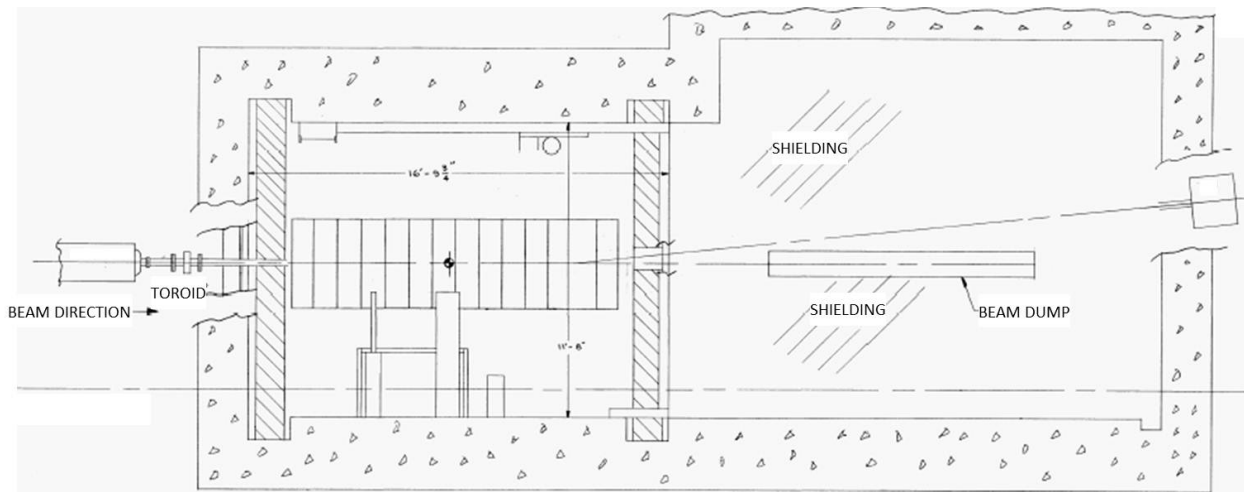 SHIELDING
16'-9 3/4"
TOROID
BEAM DIRECTION
SHIELDING
BEAM DUMP
11'-8"